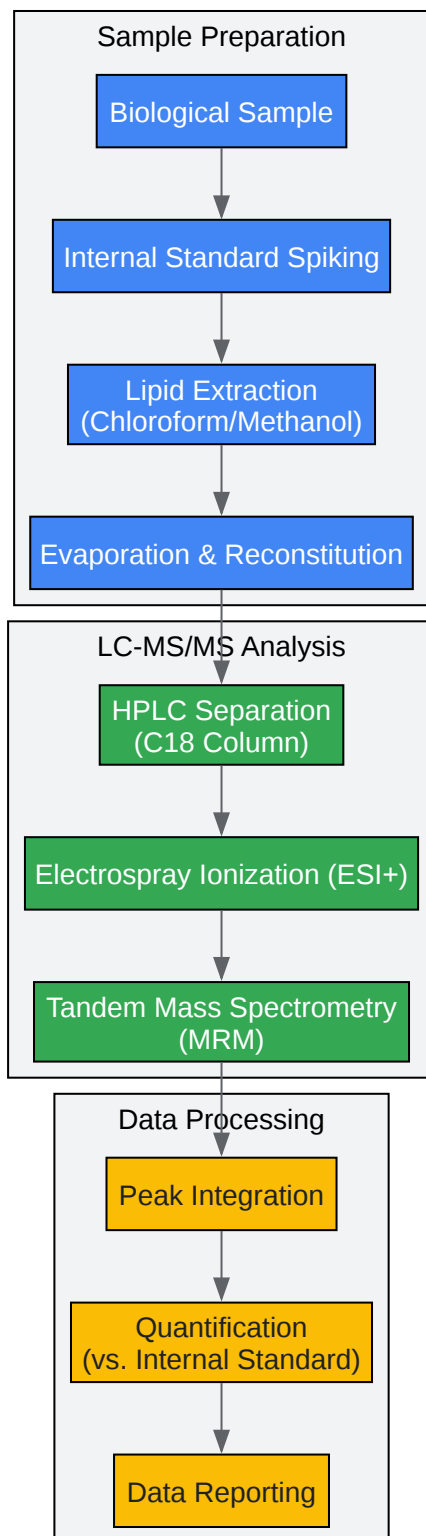 Sample Preparation
Biological Sample
Internal Standard Spiking
Lipid Extraction
(Chloroform/Methanol)
Evaporation & Reconstitution
LC-MS/MS Analysis
HPLC Separation
(C18 Column)
Electrospray Ionization (ESI+)
Tandem Mass Spectrometry
(MRM)
Data Processing
Peak Integration
Quantification
(vs. Internal Standard)
Data Reporting